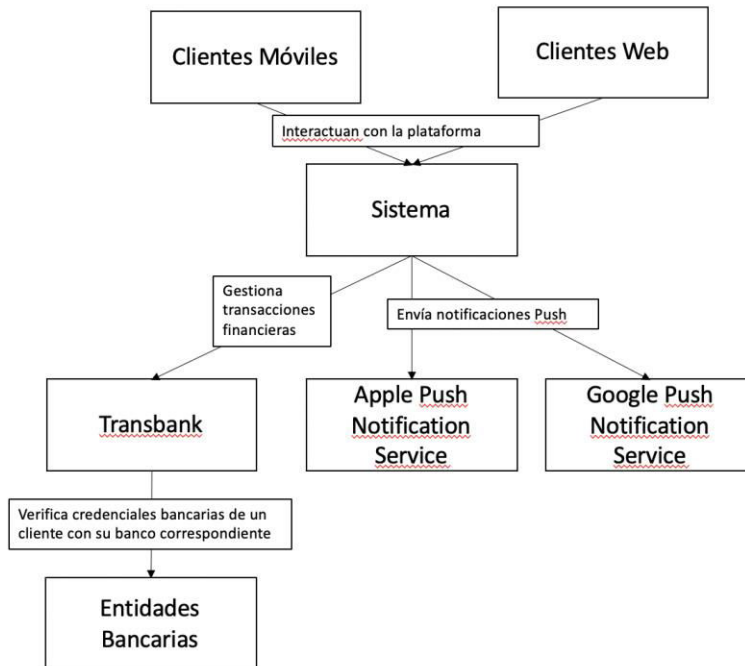 Clientes Móviles
Clientes Web
Interactuan con la plataforma
Sistema
Gestiona
transacciones
financieras
Envía notificaciones Push
Transbank
Apple Push
Notification
Service
Google Push
Notification
Service
Verifica credenciales bancarias de un
cliente con su banco correspondiente
Entidades
Bancarias